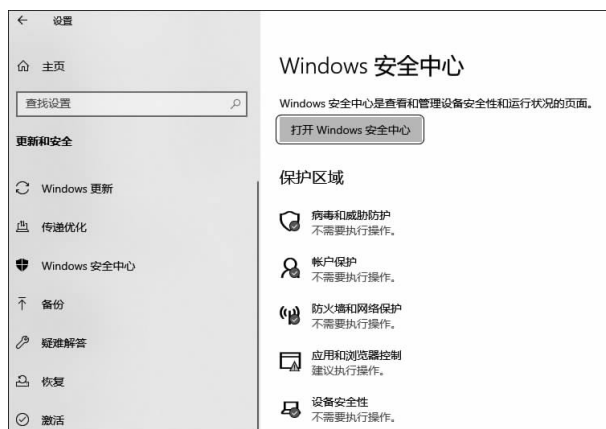 设置
主页
查找设置
更新和安全
Windows 更新
传递优化
Windows 安全中心
备份
疑难解答
恢复
激活
Windows 安全中心
Windows 安全中心是查看和管理设备安全性和运行状况的页面。
打开 Windows 安全中心
保护区域
病毒和威胁防护
不需要执行操作。
帐户保护
不需要执行操作。
防火墙和网络保护
不需要执行操作。
应用和浏览器控制
建议执行操作。
设备安全性
不需要执行操作。